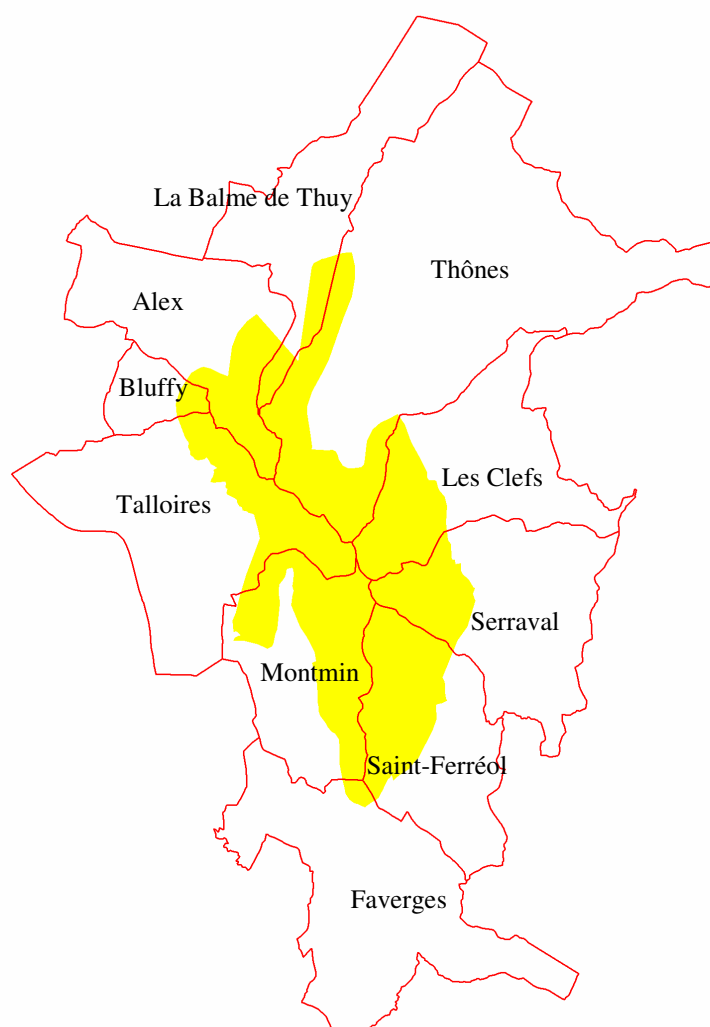 La Balme de Thuy
Thônes
Alex
Bluffy
Les Clefs
Talloires
Serraval
Montmin
Saint-Ferréol
Faverges